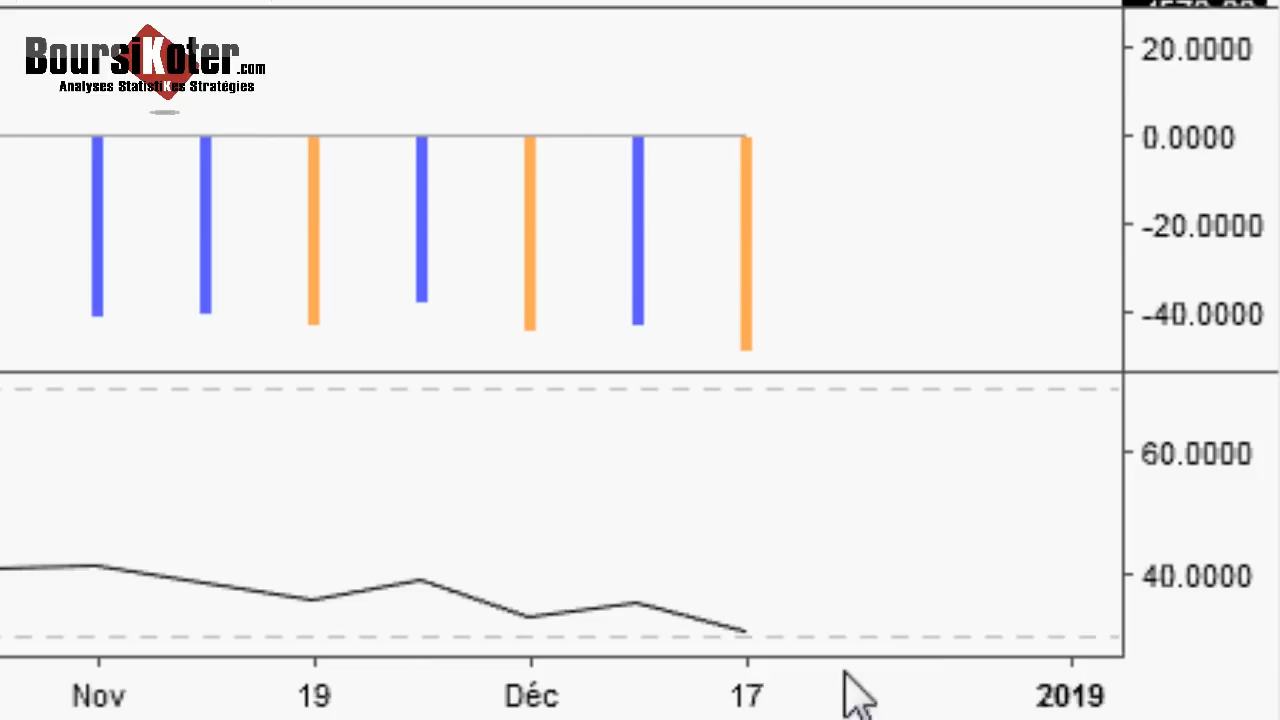 BoursiKoter.com
Analyses StatistiKes Stratégies
20.0000
0.0000
-20.0000
-40.0000
60.0000
40.0000
Nov 19 Déc 17 2019